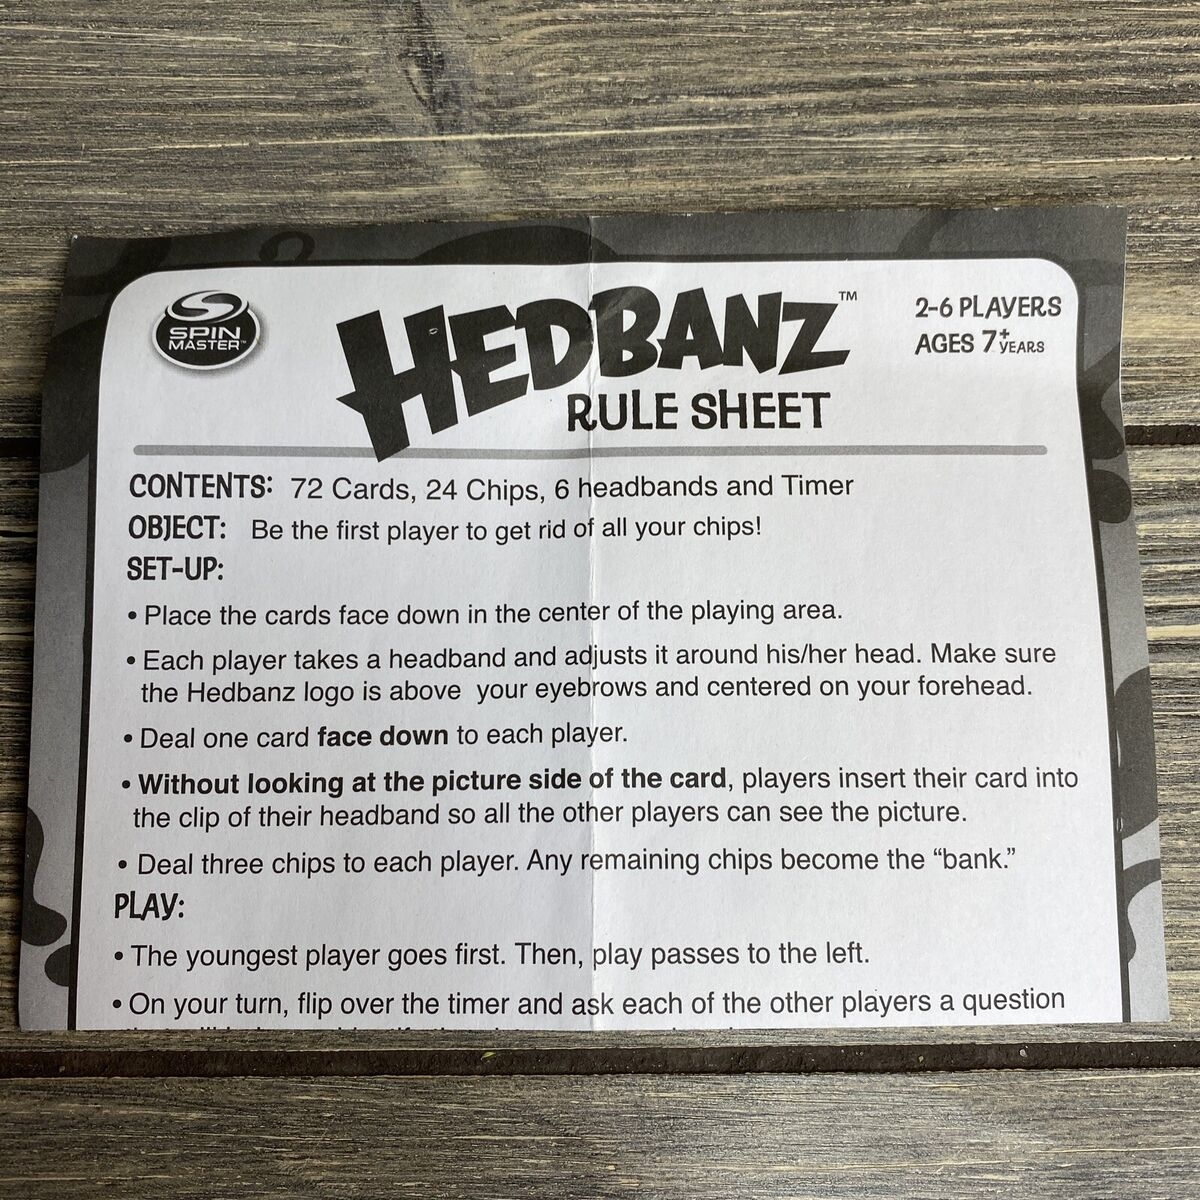 SPIN
MASTER™
HEDBANZ™
RULE SHEET
2-6 PLAYERS
AGES 7+ YEARS
CONTENTS: 72 Cards, 24 Chips, 6 headbands and Timer
OBJECT: Be the first player to get rid of all your chips!
SET-UP:
• Place the cards face down in the center of the playing area.
• Each player takes a headband and adjusts it around his/her head. Make sure
the Hedbanz logo is above your eyebrows and centered on your forehead.
• Deal one card face down to each player.
• Without looking at the picture side of the card, players insert their card into
the clip of their headband so all the other players can see the picture.
• Deal three chips to each player. Any remaining chips become the “bank.”
PLAY:
• The youngest player goes first. Then, play passes to the left.
• On your turn, flip over the timer and ask each of the other players a question